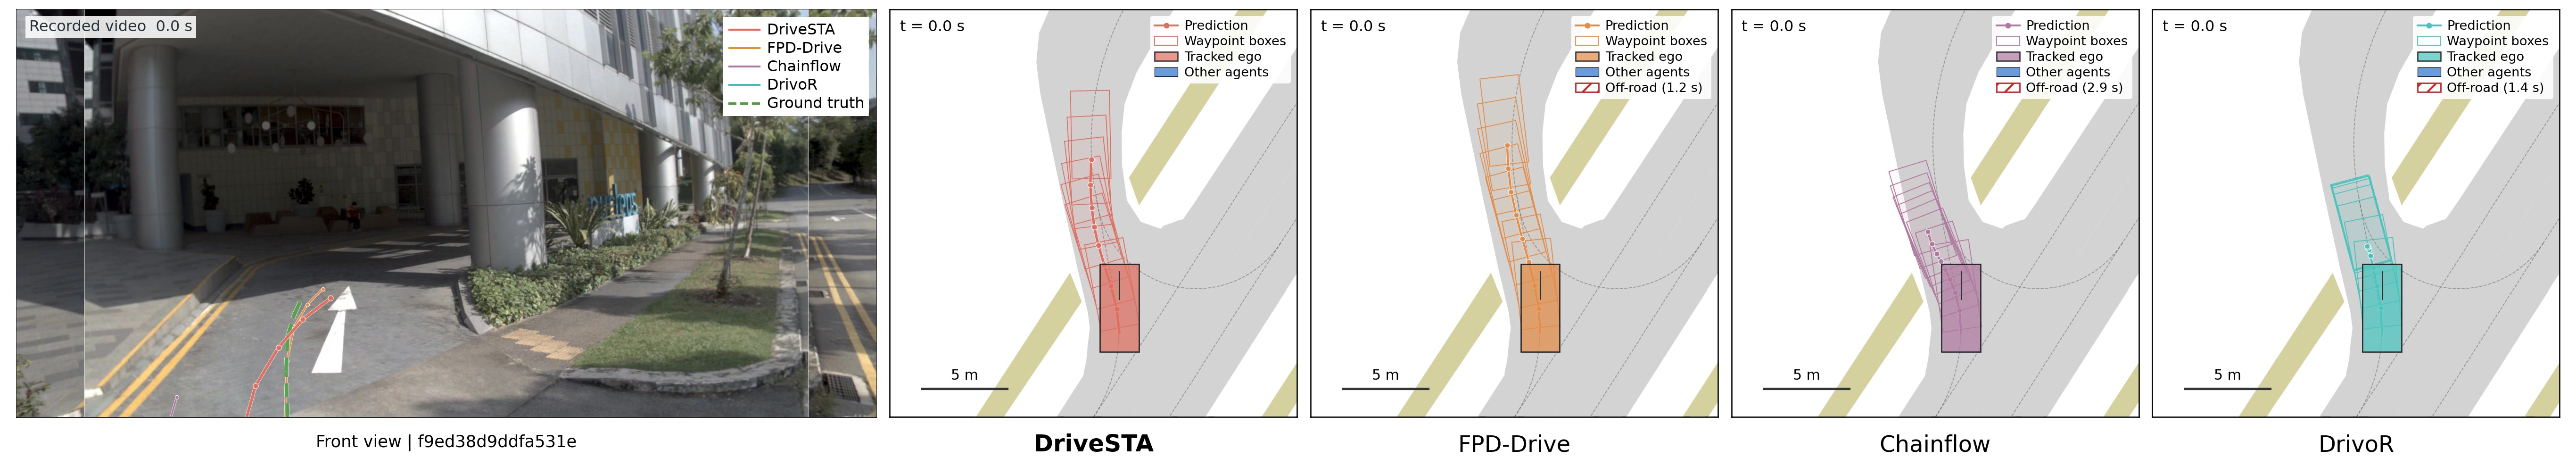 Recorded video 0.0 s
DriveSTA
FPD-Drive
Chainflow
DrivoR
Ground truth
Front view | f9ed38d9ddfa531e
t = 0.0 s
Prediction
Waypoint boxes
Tracked ego
Other agents
5 m
DriveSTA
t = 0.0 s
Prediction
Waypoint boxes
Tracked ego
Other agents
Off-road (1.2 s)
5 m
FPD-Drive
t = 0.0 s
Prediction
Waypoint boxes
Tracked ego
Other agents
Off-road (2.9 s)
5 m
Chainflow
t = 0.0 s
Prediction
Waypoint boxes
Tracked ego
Other agents
Off-road (1.4 s)
5 m
DrivoR